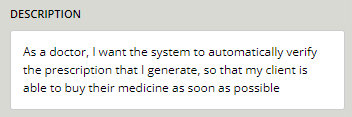 DESCRIPTION
As a doctor, I want the system to automatically verify
the prescription that I generate, so that my client is
able to buy their medicine as soon as possible